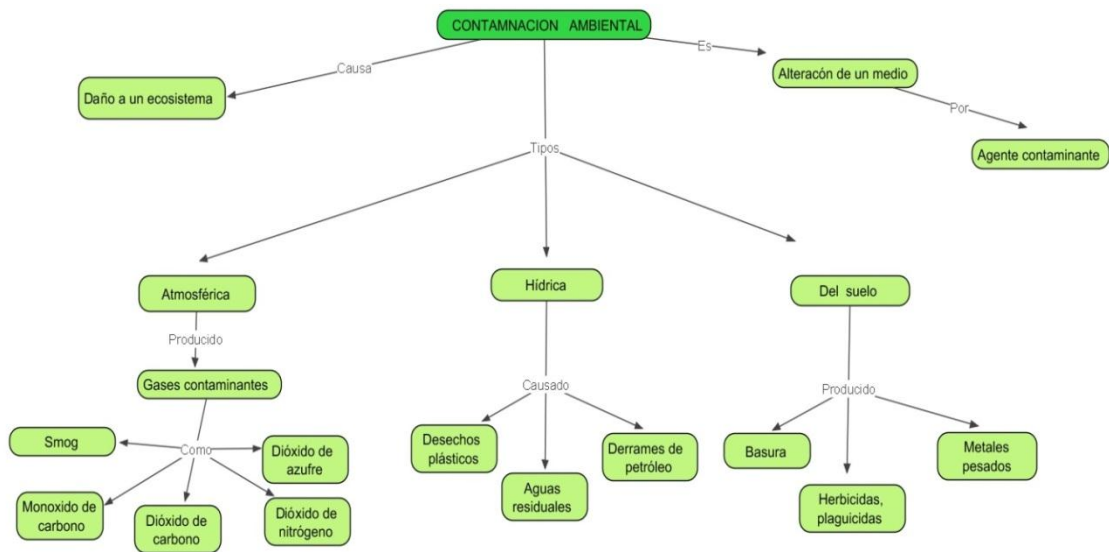 CONTAMNACION AMBIENTAL
Causa
Es
Daño a un ecosistema
Alteracón de un medio
Por
Agente contaminante
Tipos
Atmosférica
Hídrica
Del suelo
Producido
Gases contaminantes
Causado
Producido
Smog
Como
Dióxido de
azufre
Monoxido de
carbono
Dióxido de
carbono
Dióxido de
nitrógeno
Desechos
plásticos
Aguas
residuales
Derrames de
petróleo
Basura
Herbicidas,
plaguicidas
Metales
pesados